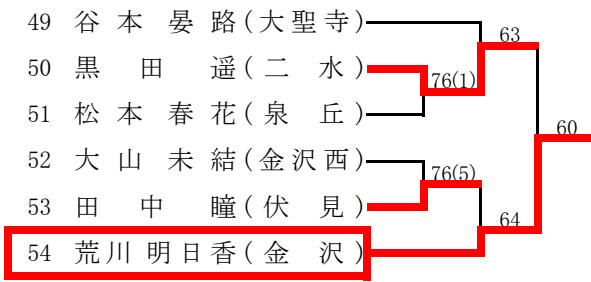 49 谷本 晏路(大聖寺)
50 黒田 遥(二水)
51 松本 春花(泉丘)
52 大山 未結(金沢西)
53 田中 瞳(伏見)
54 荒川 明日香(金沢)
63
76(1)
60
76(5)
64